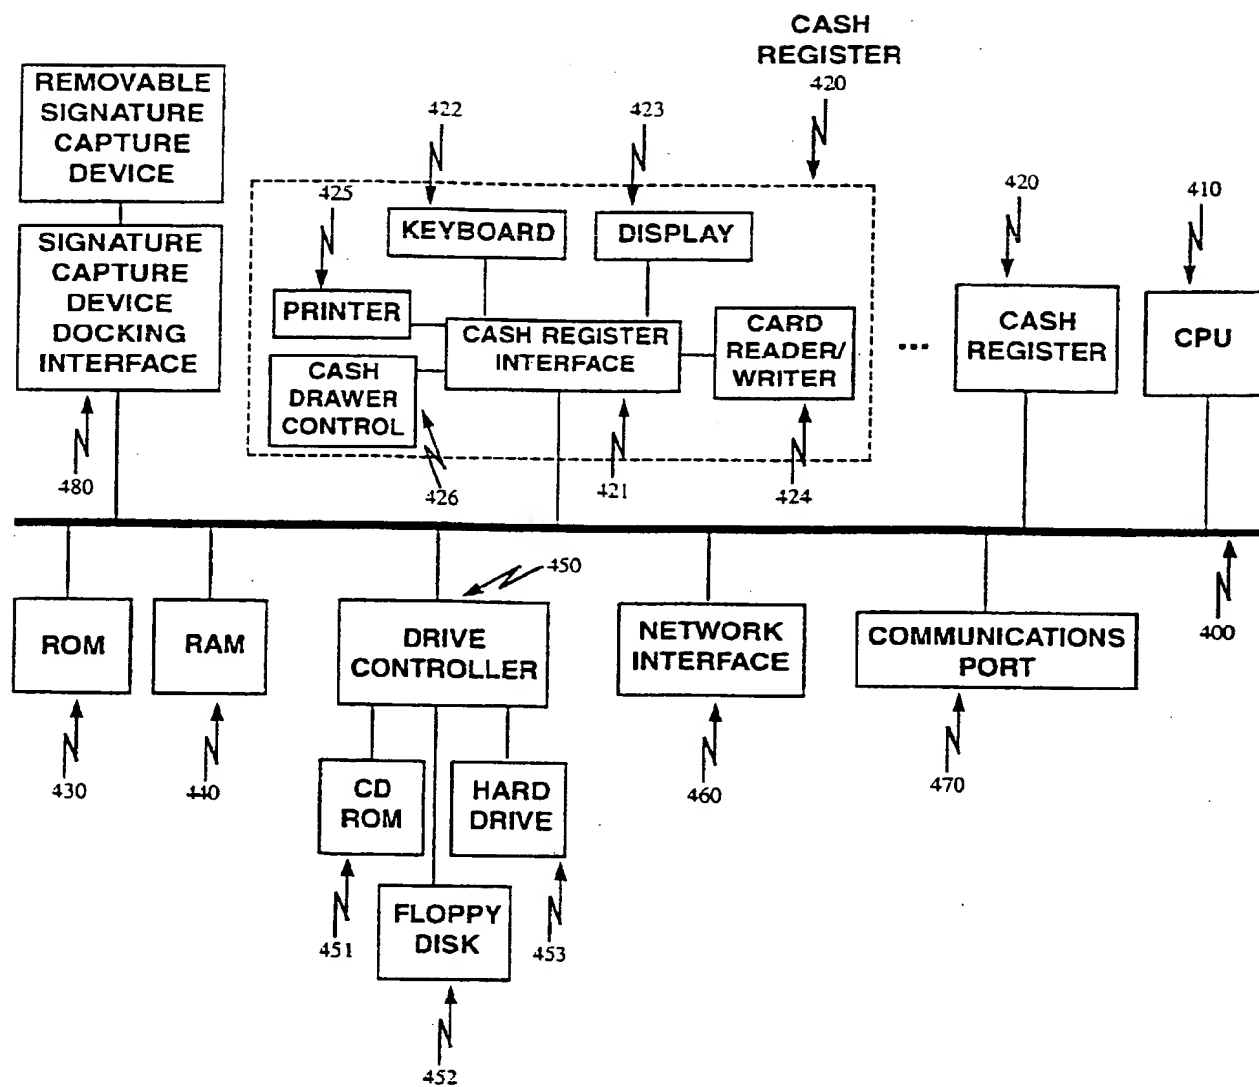 CASH
REGISTER
420
REMOVABLE
SIGNATURE
CAPTURE
DEVICE
SIGNATURE
CAPTURE
DEVICE
DOCKING
INTERFACE
480
422
423
425
KEYBOARD
DISPLAY
PRINTER
CASH REGISTER
INTERFACE
CARD
READER/
WRITER
CASH
DRAWER
CONTROL
426
421
424
...
420
CASH
REGISTER
410
CPU
400
ROM
430
RAM
440
450
DRIVE
CONTROLLER
CD
ROM
451
HARD
DRIVE
453
FLOPPY
DISK
452
NETWORK
INTERFACE
460
COMMUNICATIONS
PORT
470